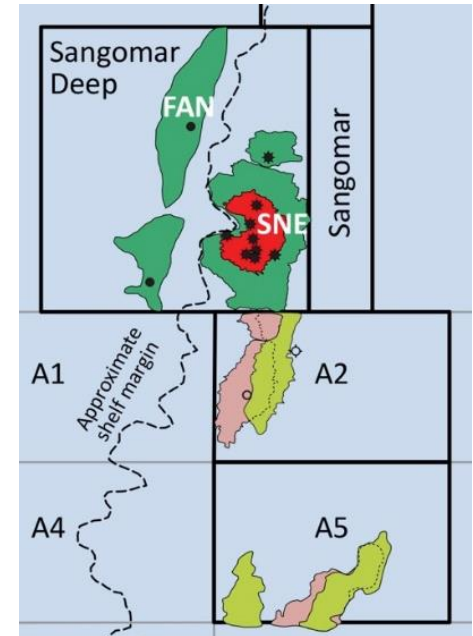 Sangomar
Deep
FAN
SNE
Sangomar
A1
Approximate
shelf margin
A2
A4
A5